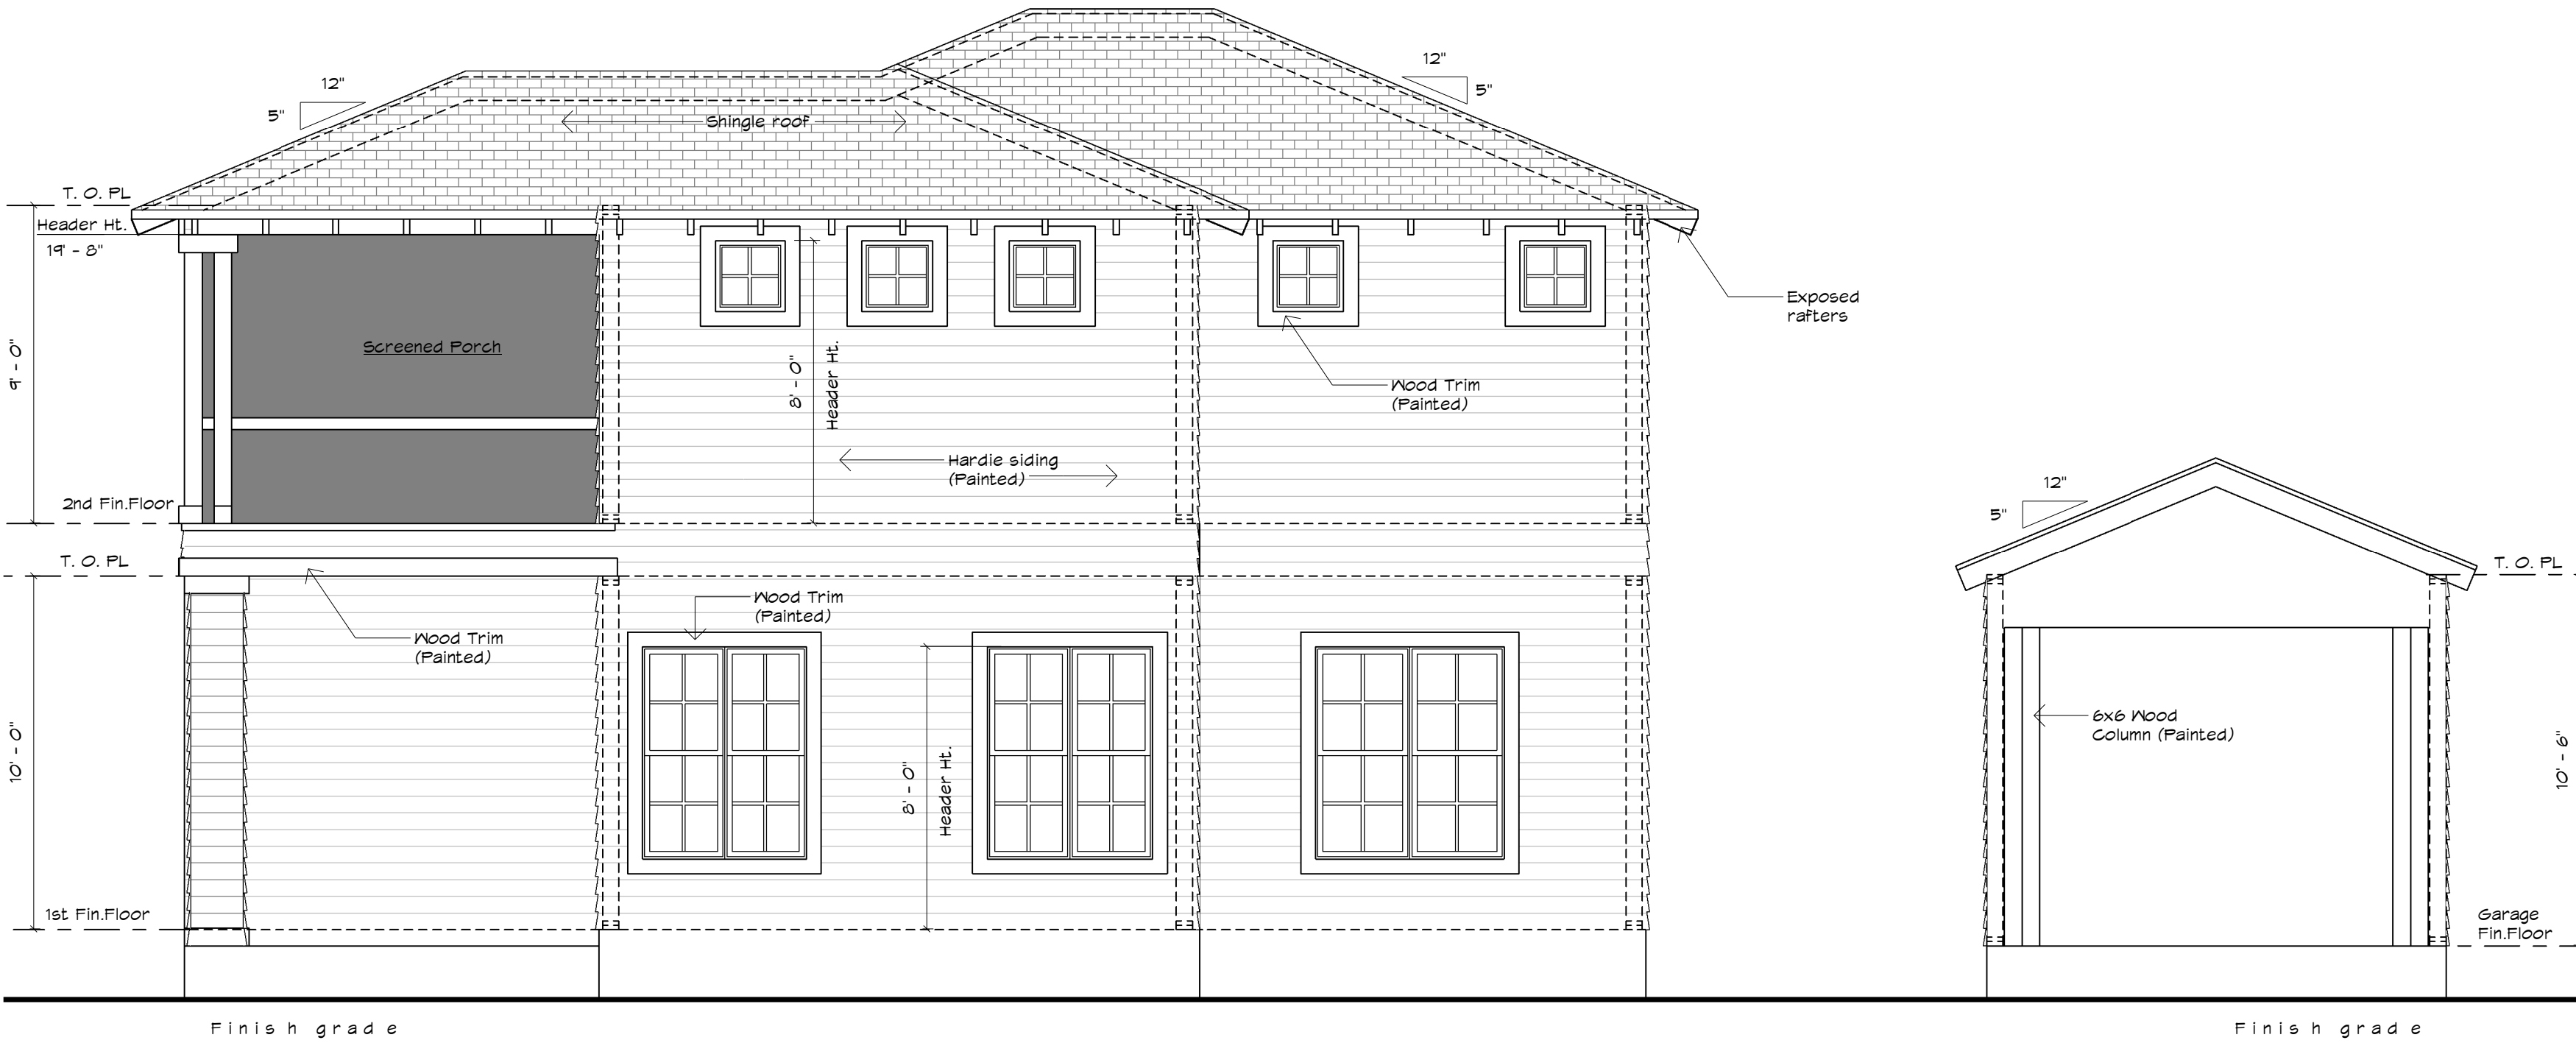 12"
5"
12"
5"
Shingle roof
T. O. PL
Header Ht.
19' - 8"
9' - 0"
Screened Porch
8' - 0"
Header Ht.
Exposed
rafters
Wood Trim
(Painted)
Hardie siding
(Painted)
2nd Fin.Floor
12"
5"
T. O. PL
T. O. PL
Wood Trim
(Painted)
Wood Trim
(Painted)
10' - 0"
8' - 0"
Header Ht.
6x6 Wood
Column (Painted)
10' - 6"
1st Fin.Floor
Garage
Fin.Floor
Finish grade
Finish grade